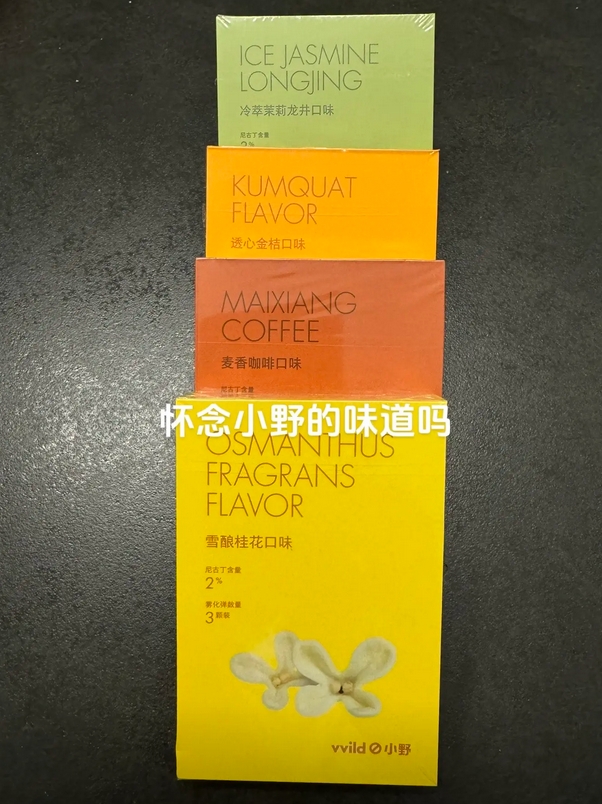 ICE JASMINE
LONGJING
冷萃茉莉龙井口味
尼古丁含量
2%
KUMQUAT
FLAVOR
透心金桔口味
MAIXIANG
COFFEE
麦香咖啡口味
尼古丁含量
怀念小野的味道吗
OSMANTHUS
FRAGRANS
FLAVOR
雪酿桂花口味
尼古丁含量
2%
雾化弹数量
3颗装
vvild 小野